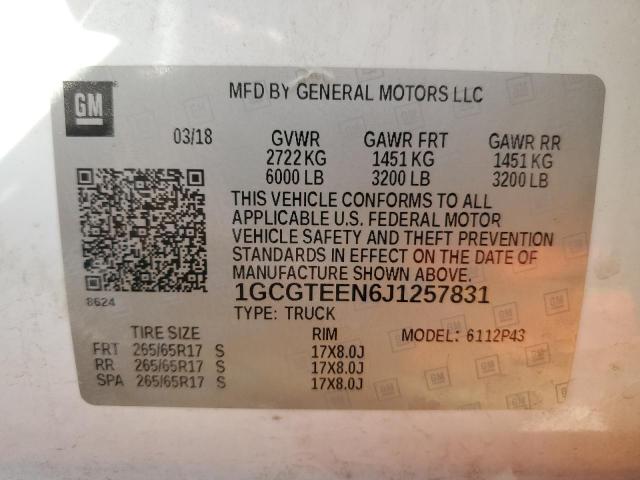 GM
MFD BY GENERAL MOTORS LLC
03/18 GVWR GAWR FRT GAWR RR
2722 KG 1451 KG 1451 KG
6000 LB 3200 LB 3200 LB
THIS VEHICLE CONFORMS TO ALL
APPLICABLE U.S. FEDERAL MOTOR
VEHICLE SAFETY AND THEFT PREVENTION
STANDARDS IN EFFECT ON THE DATE OF
MANUFACTURE SHOWN ABOVE.
8624
1GCGTEEN6J1257831
TYPE: TRUCK
TIRE SIZE RIM MODEL: 6112P43
FRT 265/65R17 S 17X8.0J
RR 265/65R17 S 17X8.0J
SPA 265/65R17 S 17X8.0J